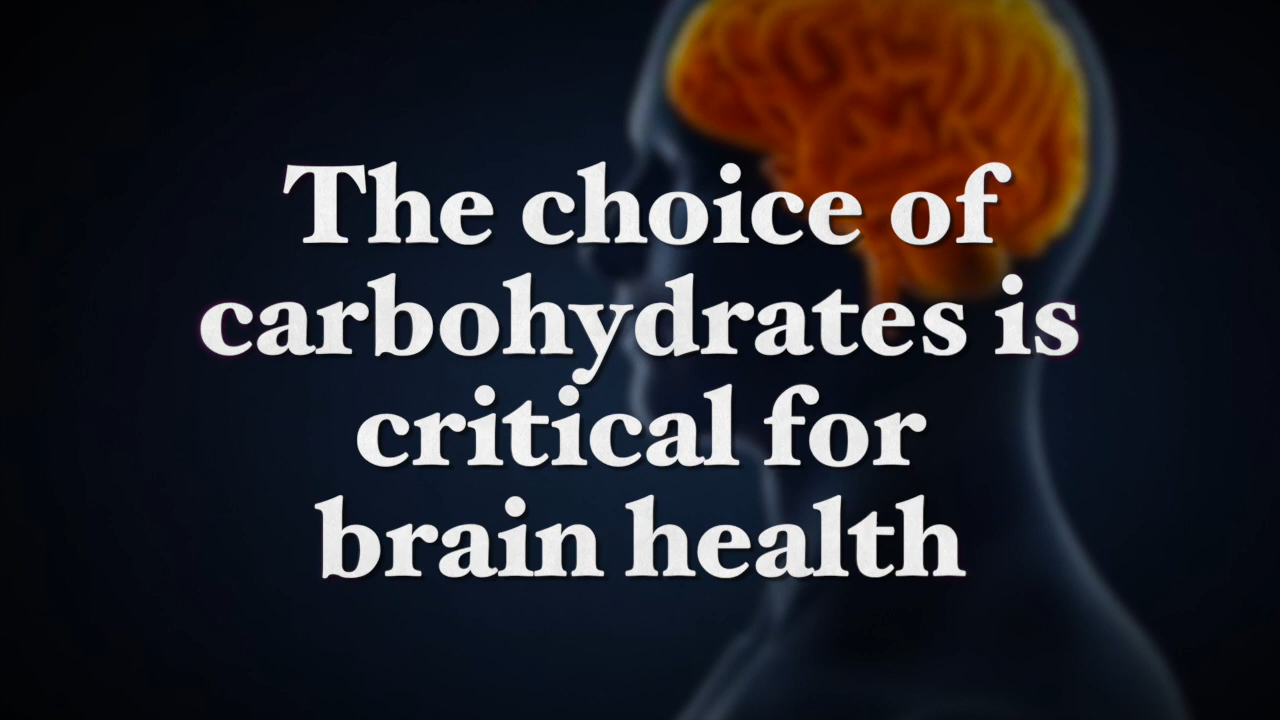 The choice of
carbohydrates is
critical for
brain health